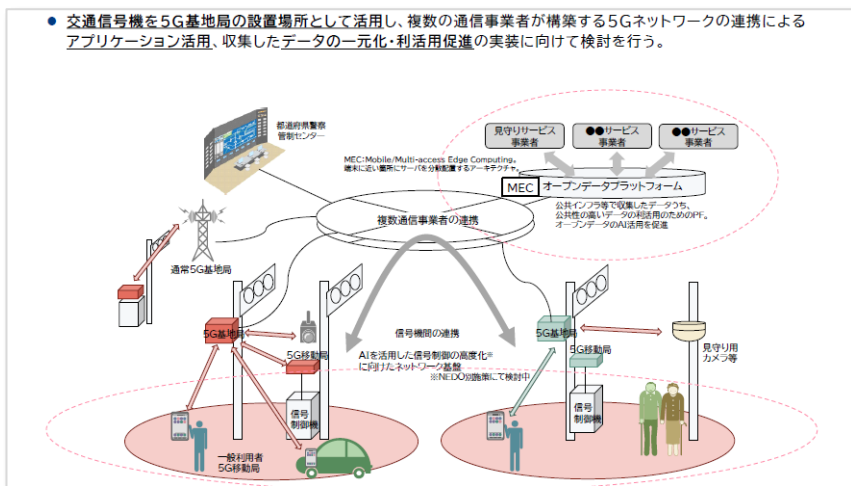 ● 交通信号機を5G基地局の設置場所として活用し、複数の通信事業者が構築する5Gネットワークの連携による
アプリケーション活用、収集したデータの一元化・利活用促進の実装に向けて検討を行う。
都道府県警察
管制センター
見守りサービス
事業者
●●サービス
事業者
●●サービス
事業者
MEC:Mobile/Multi-access Edge Computing。
端末に近い箇所にサーバを分散配置するアーキテクチャ。
MEC
オープンデータプラットフォーム
公共インフラ等で収集したデータうち、
公共性の高いデータの利活用のためのPF。
オープンデータのAI活用を促進
複数通信事業者の連携
通常5G基地局
5G基地局
5G移動局
信号機間の連携
AIを活用した信号制御の高度化※
に向けたネットワーク基盤
※NEDO別施策にて検討中
5G基地局
5G移動局
見守り用
カメラ等
信号
制御機
信号
制御機
一般利用者
5G移動局